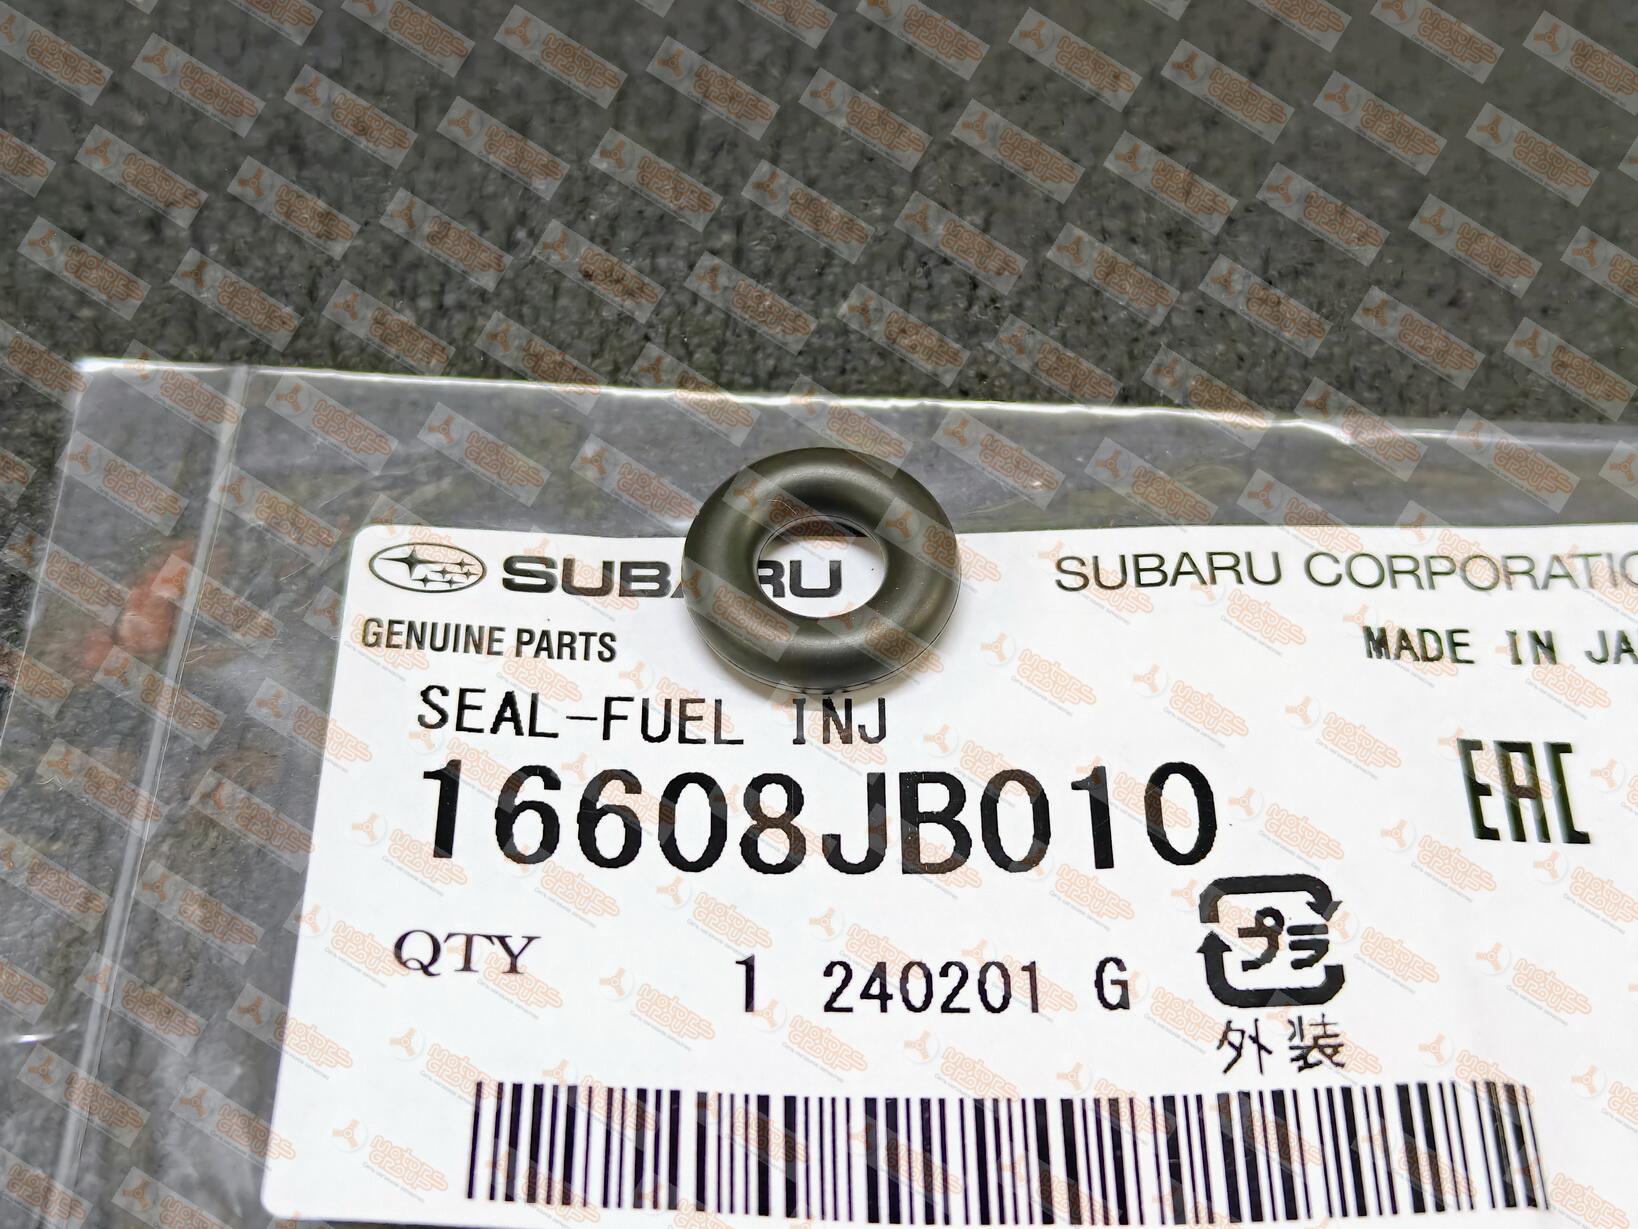 SUBARU
SUBARU CORPORATIO
GENUINE PARTS
MADE IN JA
SEAL-FUEL INJ
16608JB010
EAC
QTY 1 240201 G
プラ
外装